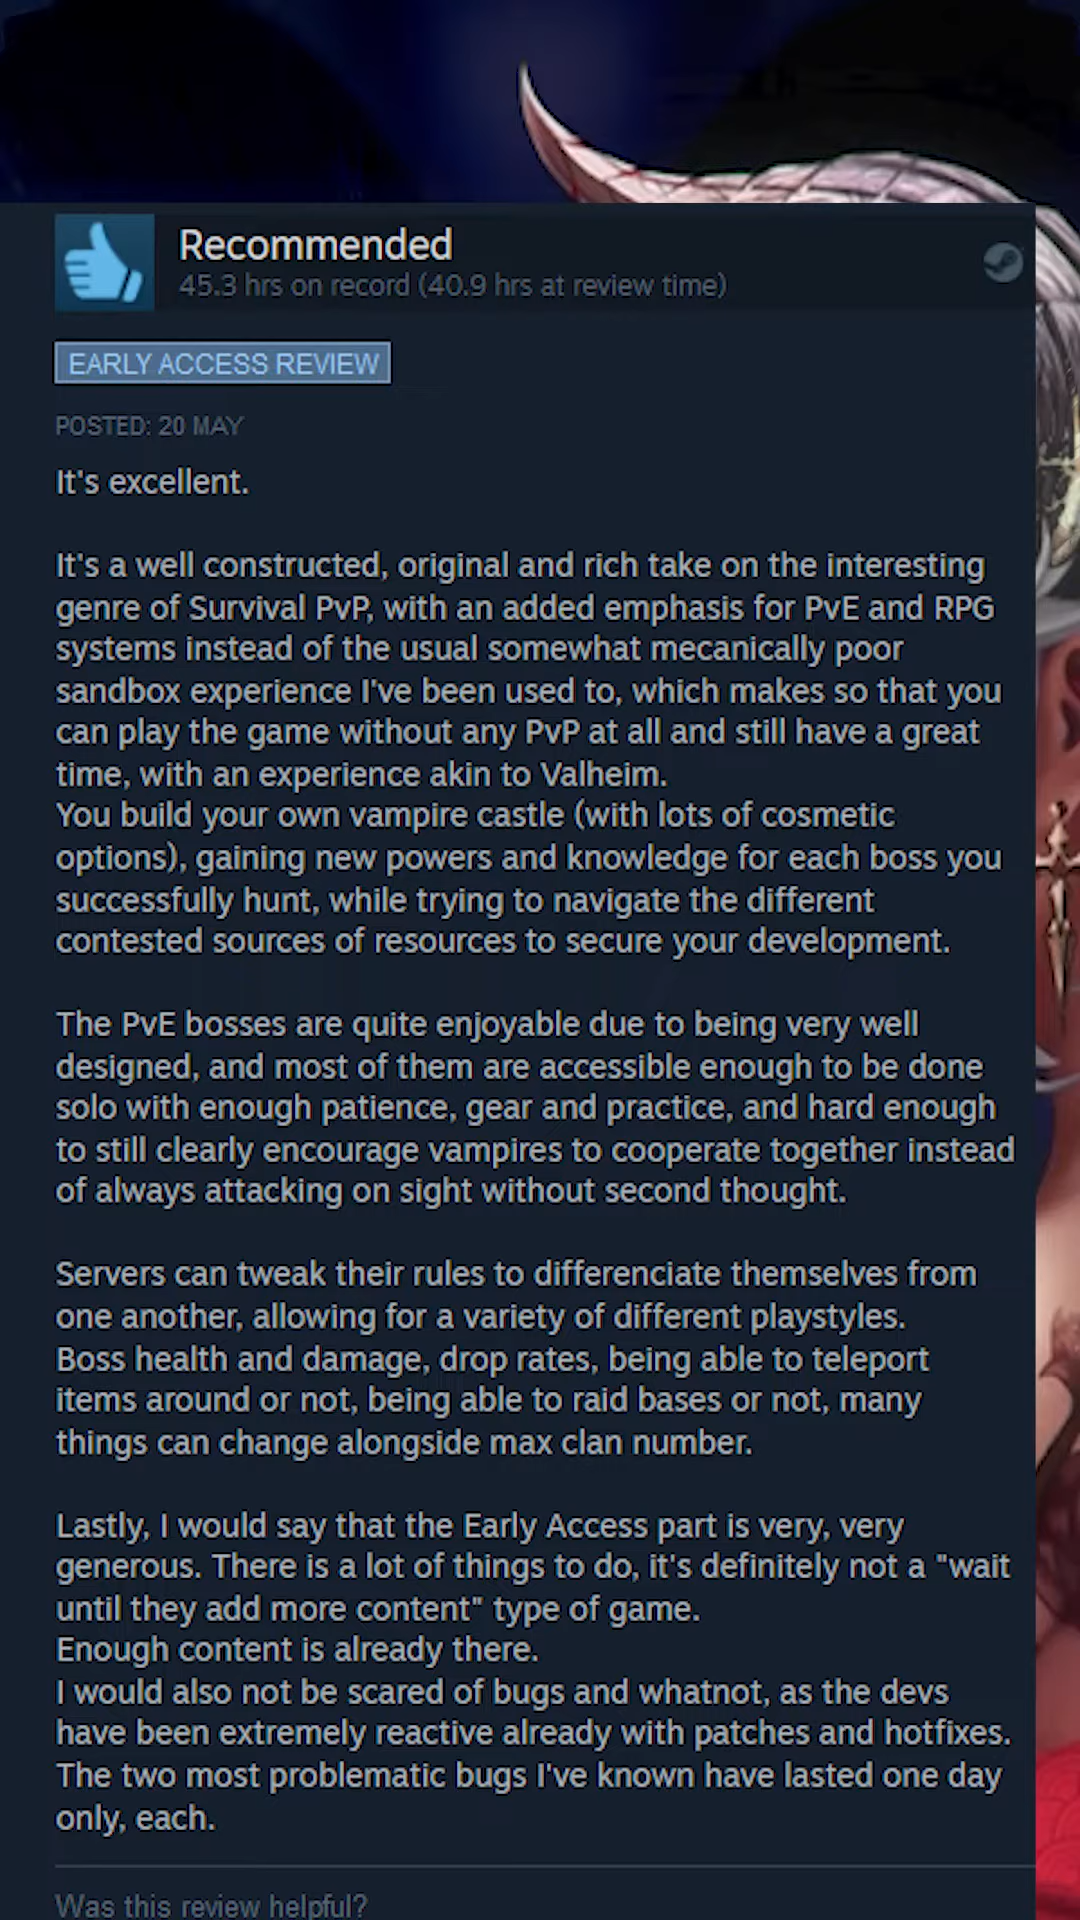 Recommended
45.3 hrs on record (40.9 hrs at review time)
EARLY ACCESS REVIEW
POSTED: 20 MAY
It's excellent.
It's a well constructed, original and rich take on the interesting
genre of Survival PvP, with an added emphasis for PvE and RPG
systems instead of the usual somewhat mecanically poor
sandbox experience I've been used to, which makes so that you
can play the game without any PvP at all and still have a great
time, with an experience akin to Valheim.
You build your own vampire castle (with lots of cosmetic
options), gaining new powers and knowledge for each boss you
successfully hunt, while trying to navigate the different
contested sources of resources to secure your development.
The PvE bosses are quite enjoyable due to being very well
designed, and most of them are accessible enough to be done
solo with enough patience, gear and practice, and hard enough
to still clearly encourage vampires to cooperate together instead
of always attacking on sight without second thought.
Servers can tweak their rules to differenciate themselves from
one another, allowing for a variety of different playstyles.
Boss health and damage, drop rates, being able to teleport
items around or not, being able to raid bases or not, many
things can change alongside max clan number.
Lastly, I would say that the Early Access part is very, very
generous. There is a lot of things to do, it's definitely not a "wait
until they add more content" type of game.
Enough content is already there.
I would also not be scared of bugs and whatnot, as the devs
have been extremely reactive already with patches and hotfixes.
The two most problematic bugs I've known have lasted one day
only, each.
Was this review helpful?